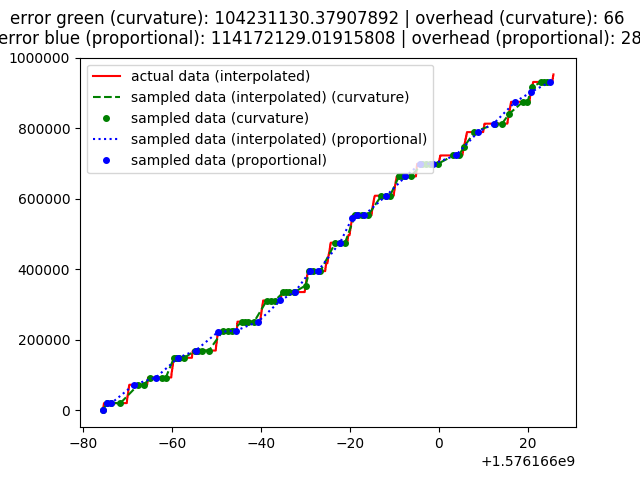 error green (curvature): 104231130.37907892 | overhead (curvature): 66
error blue (proportional): 114172129.01915808 | overhead (proportional): 28
1000000
800000
600000
400000
200000
0
actual data (interpolated)
sampled data (interpolated) (curvature)
sampled data (curvature)
sampled data (interpolated) (proportional)
sampled data (proportional)
−80 −60 −40 −20 0 20
+1.576166e9